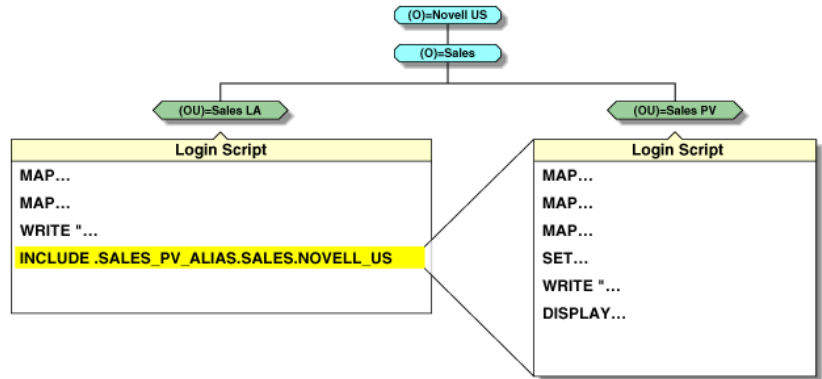 (O)=Novell US
(O)=Sales
(OU)=Sales LA
(OU)=Sales PV
Login Script
MAP...
MAP...
WRITE "...
INCLUDE .SALES_PV_ALIAS.SALES.NOVELL_US
Login Script
MAP...
MAP...
MAP...
SET...
WRITE "...
DISPLAY...